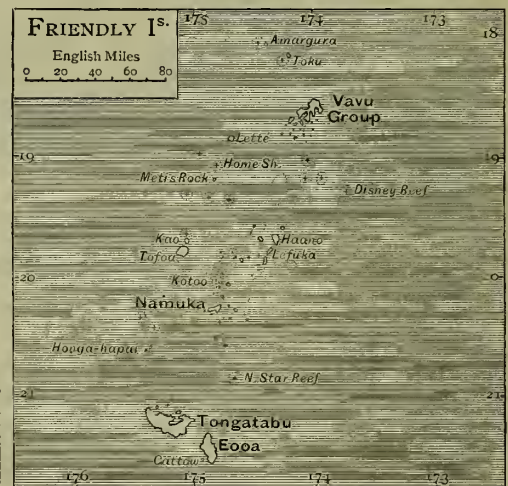 FRIENDLY Is.
English Miles
0 20 40 60 80
175 174 173
18
Amargura
Toku
Vavu
Group
Lette
19 19
Home Sh.
Metis Rock
Disney Reef
Kao Haano
Tofou Lefuka
20 0
Kotoo
Namuka
Honga-hapai
N. Star Reef
21 21
Tongatabu
Eooa
Cattow
176 175 174 173